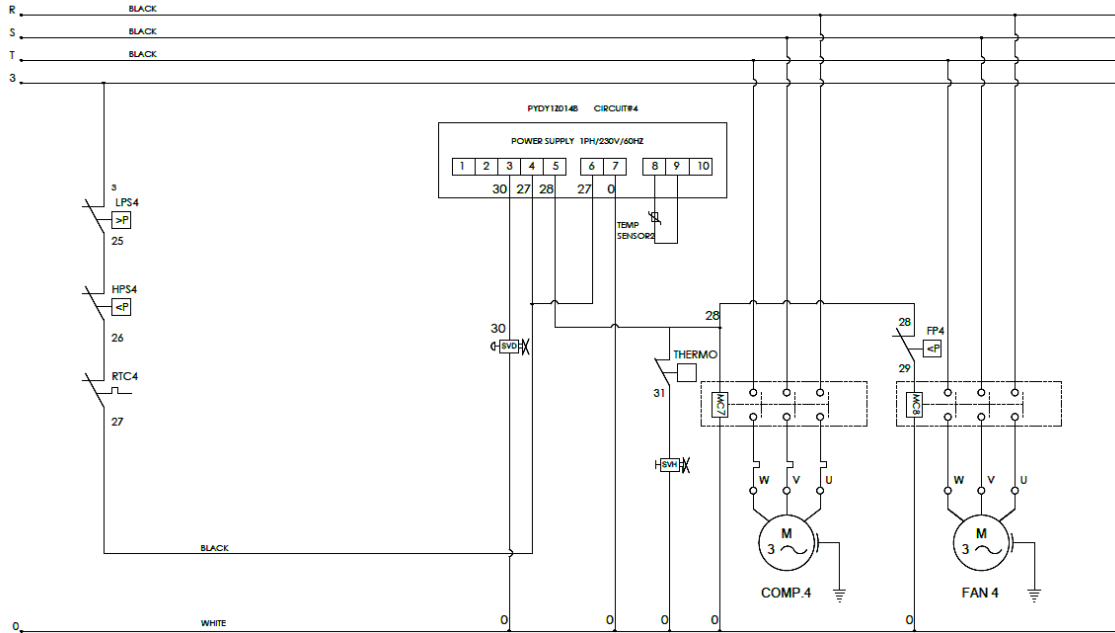 R BLACK
S BLACK
T BLACK
3
PYDY1Z014B CIRCUIT#4
POWER SUPPLY 1PH/230V/60HZ
1 2 3 4 5 6 7 8 9 10
30 27 28 27 0
3
LPS4
>P
25
TEMP
SENSOR2
HPS4
<P
26
30
SVD
28
28
FP4
<P
29
THERMO
31
RTC4
27
MC7
MC8
SVH
W V U
W V U
M
3
M
3
BLACK
COMP.4
FAN 4
0 WHITE 0 0 0 0 0